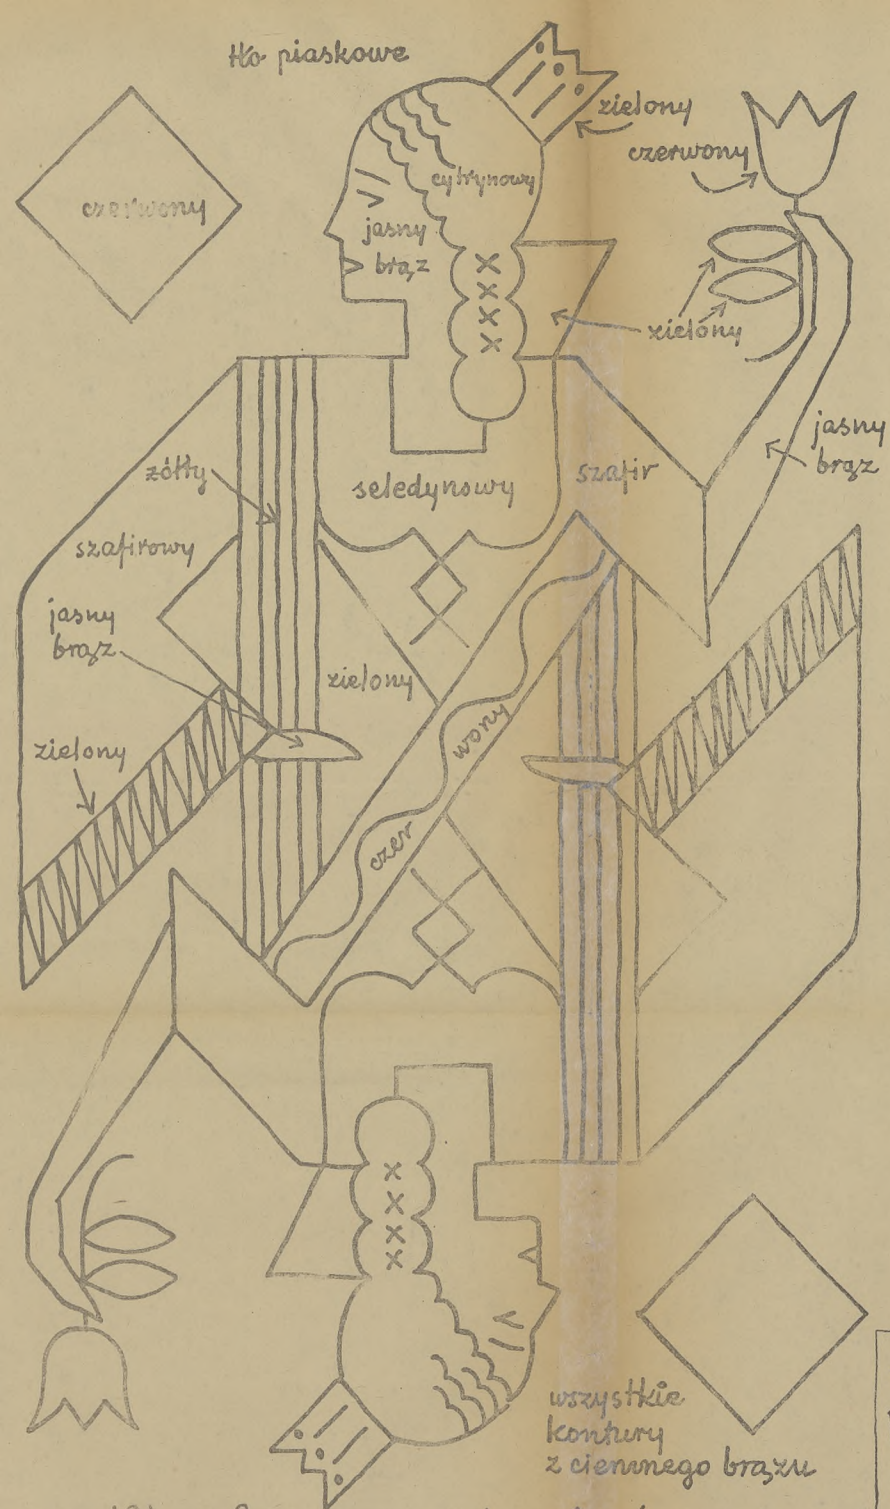 tło piaskowe
zielony
czerwony
czerwony
cytrynowy
jasny
brąz
zielony
jasny
brąz
żółty
seledynowy
szafir
szafirowy
jasny
brąz
zielony
zielony
czer wony
wszystkie
kontury
z ciemnego brązu